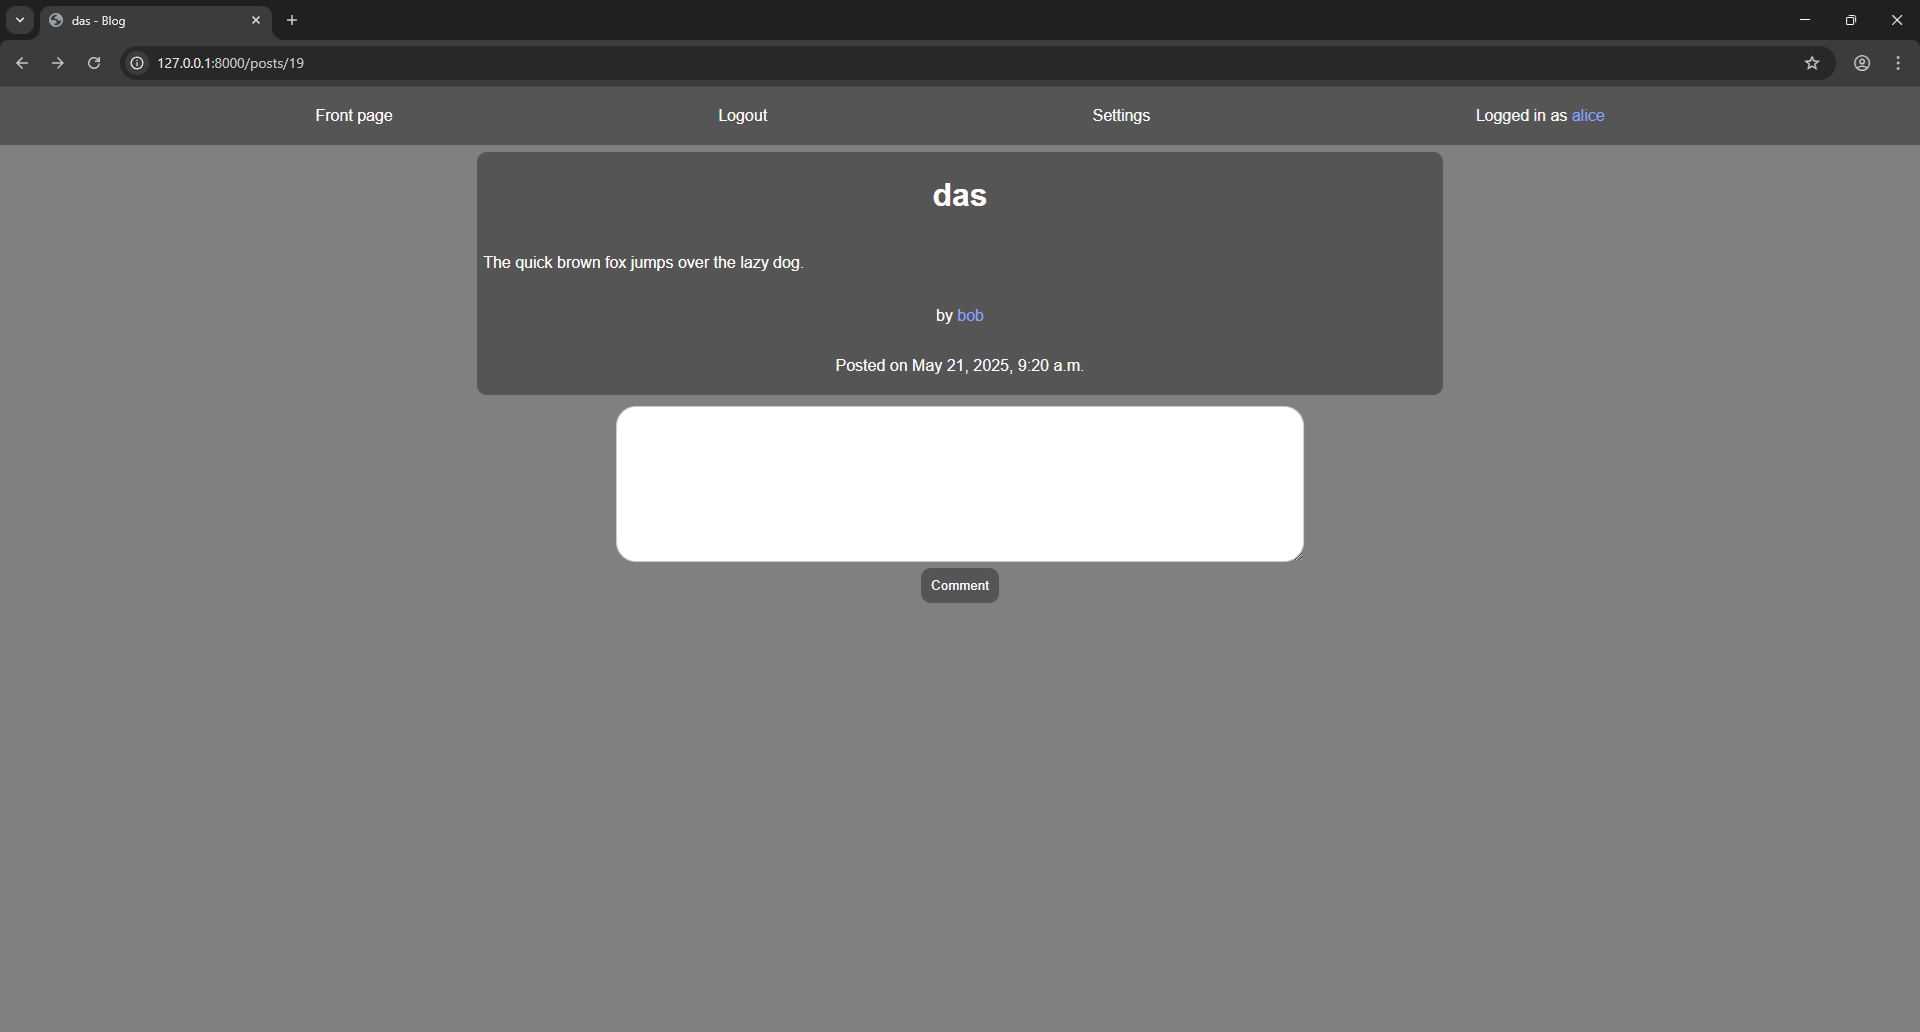 das - Blog
127.0.0.1:8000/posts/19
Front page Logout Settings Logged in as alice
das
The quick brown fox jumps over the lazy dog.
by bob
Posted on May 21, 2025, 9:20 a.m.
Comment